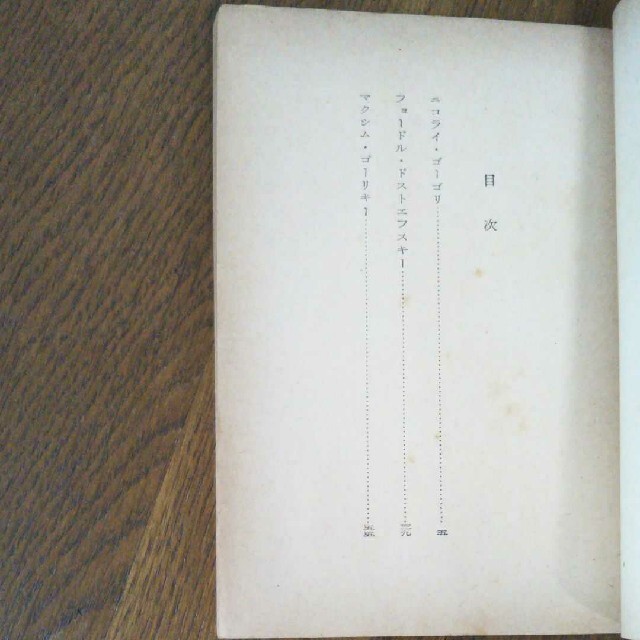 目次
ニコライ・ゴーゴリ……五
フョードル・ドストエフスキー……
マクシム・ゴーリキー……